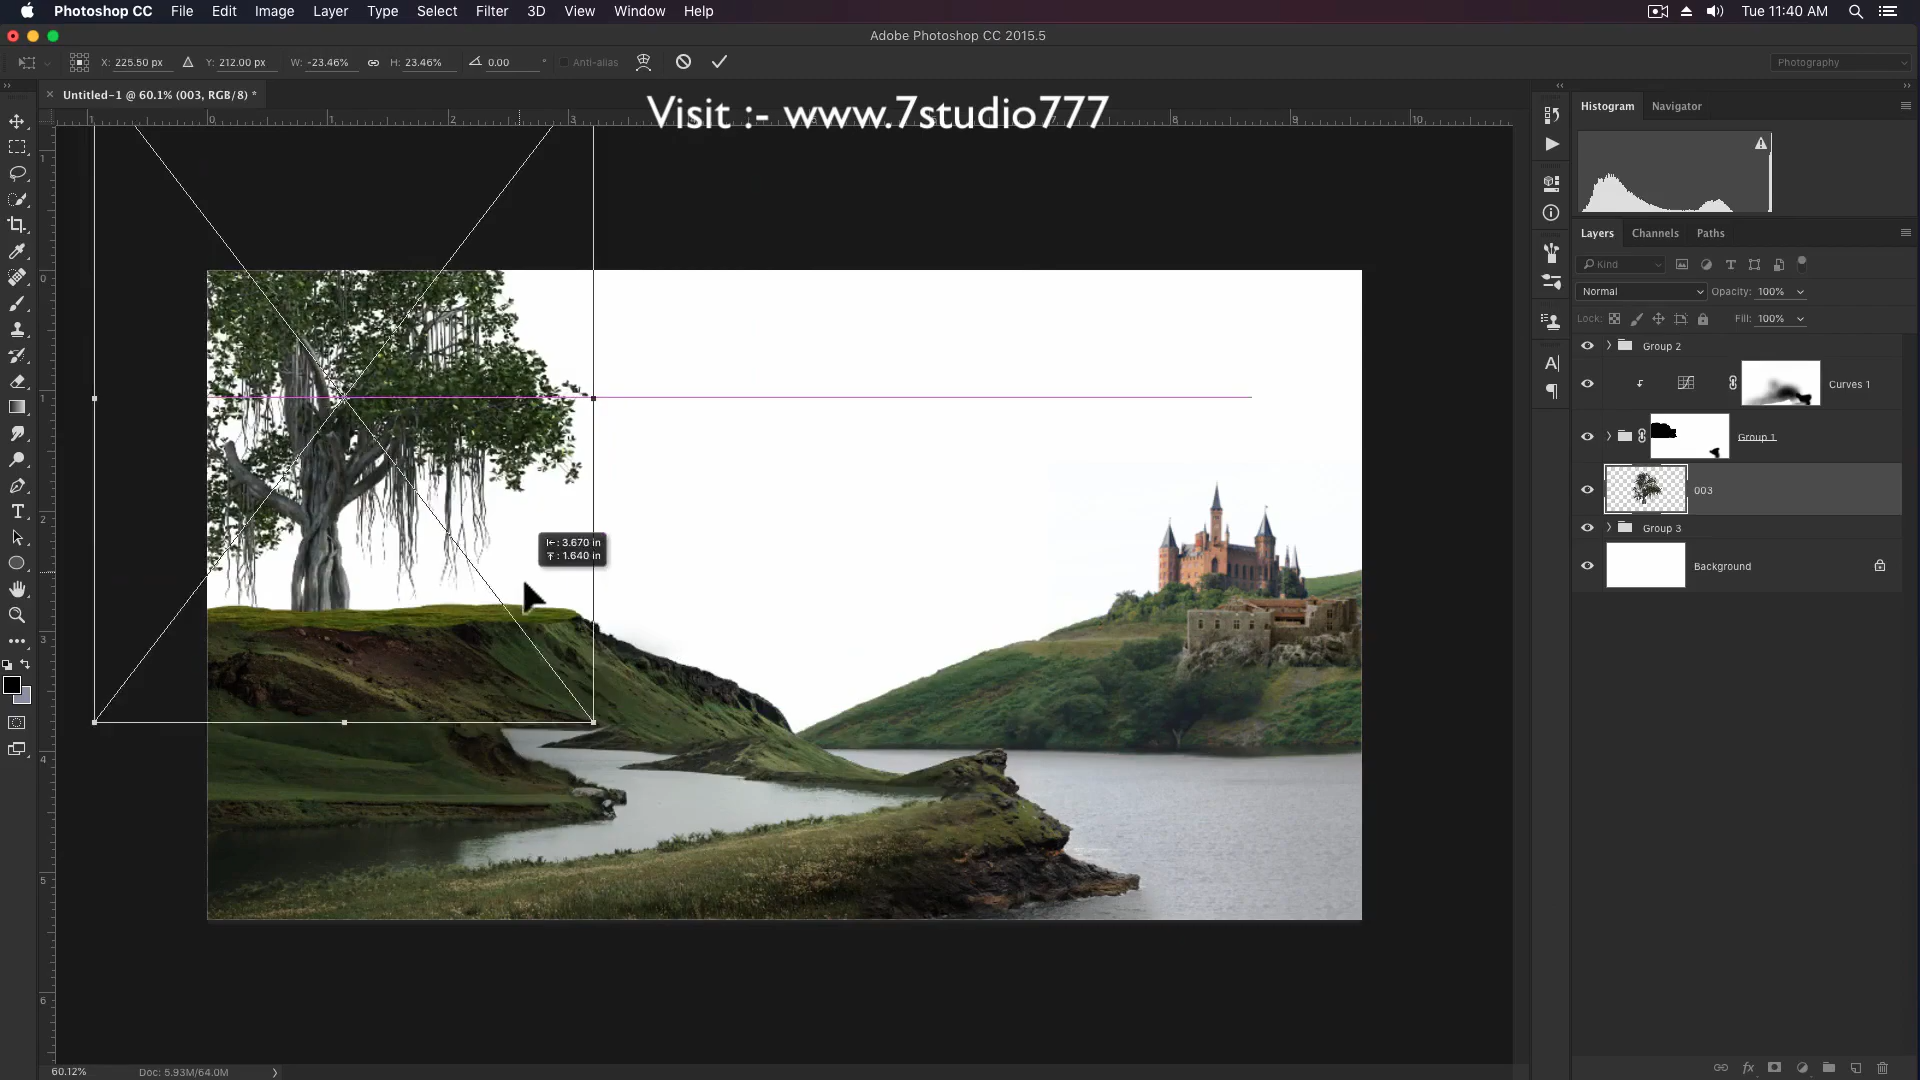 Photoshop CC File Edit Image Layer Type Select Filter 3D View Window Help Tue 11:40 AM
Adobe Photoshop CC 2015.5
X: 225.50 px Y: 212.00 px W: -23.46% H: 23.46% 0.00 ° Anti-alias Photography
Untitled-1 @ 60.1% (003, RGB/8) *
Visit :- www.7studio777
Histogram Navigator
Layers Channels Paths
Kind
Normal Opacity: 100%
Lock: Fill: 100%
Group 2
Curves 1
Group 1
003
Group 3
Background
3.670 in
1.640 in
60.12% Doc: 5.93M/64.0M